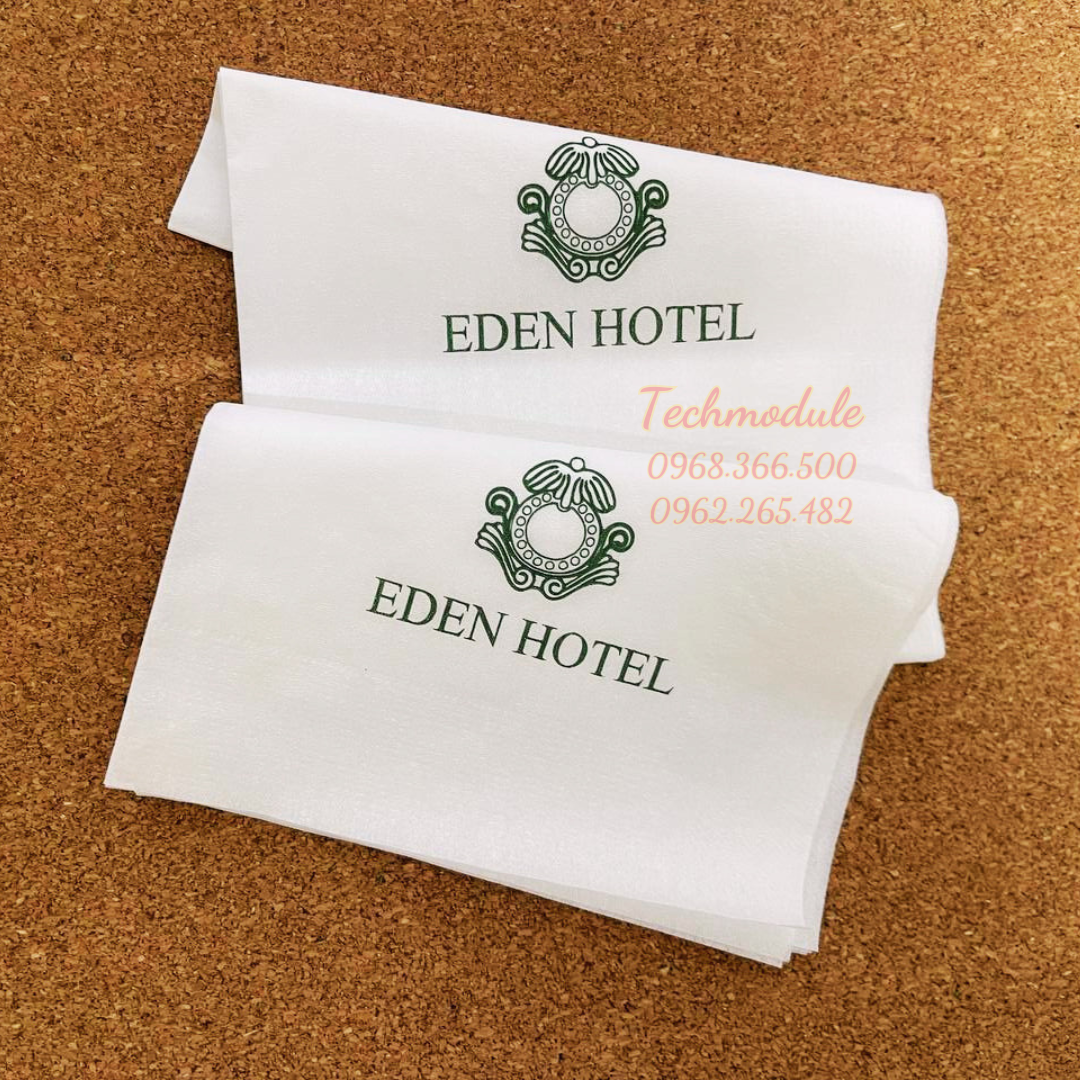 EDEN HOTEL
Techmodule
0968.366.500
0962.265.482
EDEN HOTEL